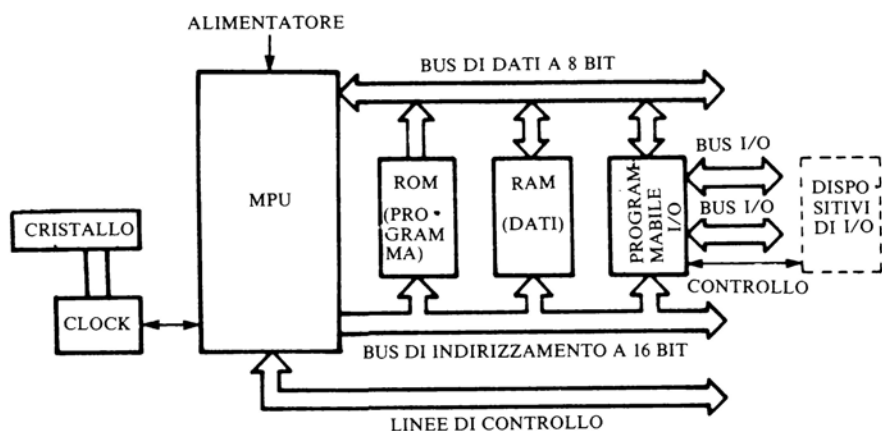 ALIMENTATORE
BUS DI DATI A 8 BIT
MPU
ROM
(PRO
GRAM
MA)
RAM
(DATI)
PROGRAM-
MABILE
I/O
BUS I/O
BUS I/O
DISPO
SITIVI
DI I/O
CONTROLLO
CRISTALLO
CLOCK
BUS DI INDIRIZZAMENTO A 16 BIT
LINEE DI CONTROLLO